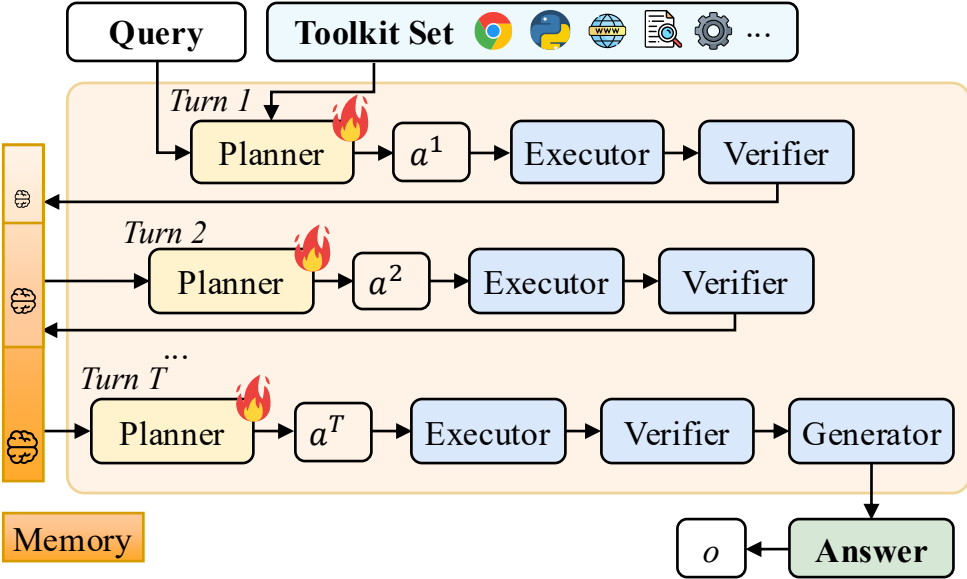 Query
Toolkit Set WWW ...
Turn 1
Planner a¹ Executor Verifier
Turn 2
Planner a² Executor Verifier
...
Turn T
Planner aᵀ Executor Verifier Generator
Memory
o Answer